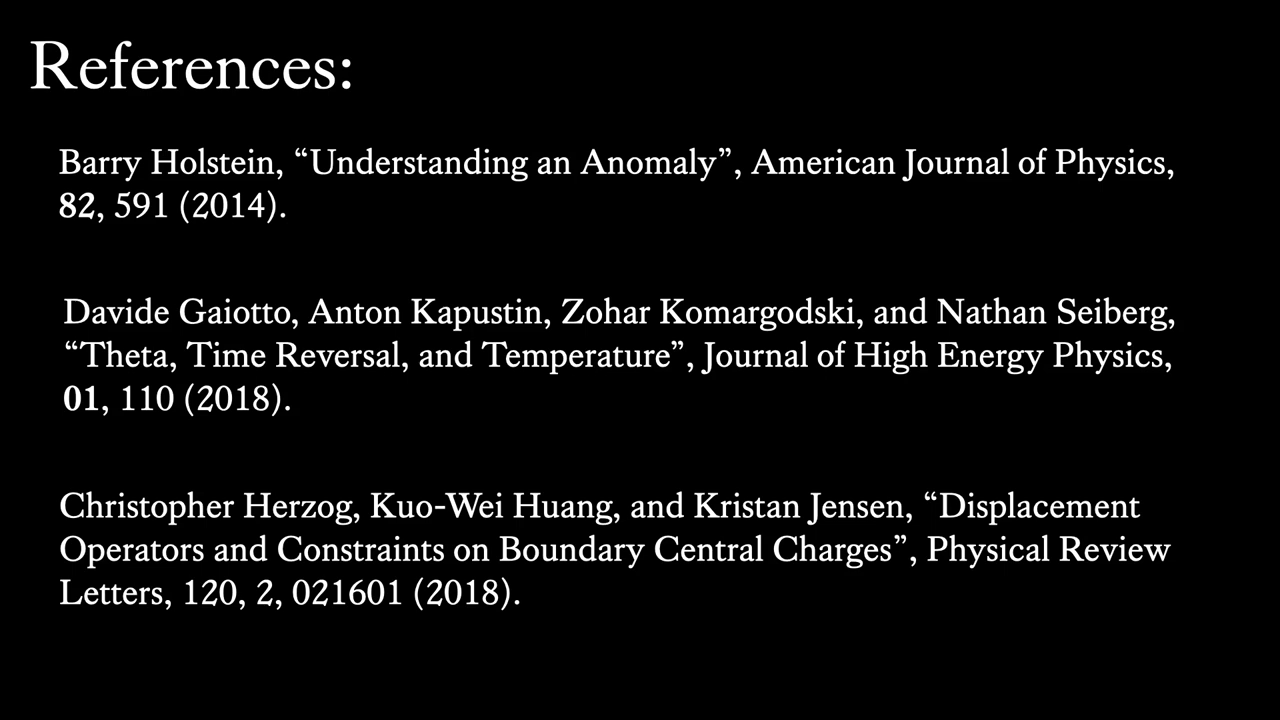 References:
Barry Holstein, “Understanding an Anomaly”, American Journal of Physics,
82, 591 (2014).
Davide Gaiotto, Anton Kapustin, Zohar Komargodski, and Nathan Seiberg,
“Theta, Time Reversal, and Temperature”, Journal of High Energy Physics,
01, 110 (2018).
Christopher Herzog, Kuo-Wei Huang, and Kristan Jensen, “Displacement
Operators and Constraints on Boundary Central Charges”, Physical Review
Letters, 120, 2, 021601 (2018).